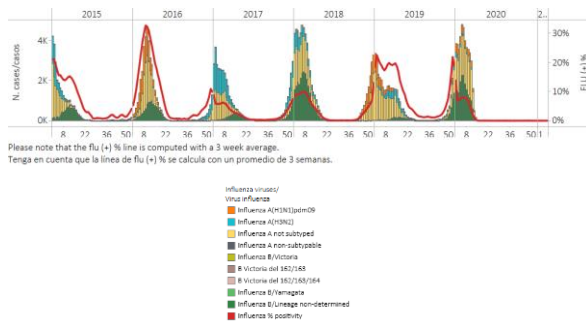 2015 2016 2017 2018 2019 2020 2...
N. cases/casos
4K
2K
0K
30%
20%
10%
0%
FLU (+) %
8 22 36 50 8 22 36 50 8 22 36 50 8 22 36 50 8 22 36 50 8 22 36 50 1
Please note that the flu (+) % line is computed with a 3 week average.
Tenga en cuenta que la línea de flu (+) % se calcula con un promedio de 3 semanas.
Influenza viruses/
Virus influenza
Influenza A(H1N1)pdm09
Influenza A(H3N2)
Influenza A not subtyped
Influenza A non-subtypable
Influenza B/Victoria
B Victoria del 162/163
B Victoria del 162/163/164
Influenza B/Yamagata
Influenza B/Lineage non-determined
Influenza % positivity